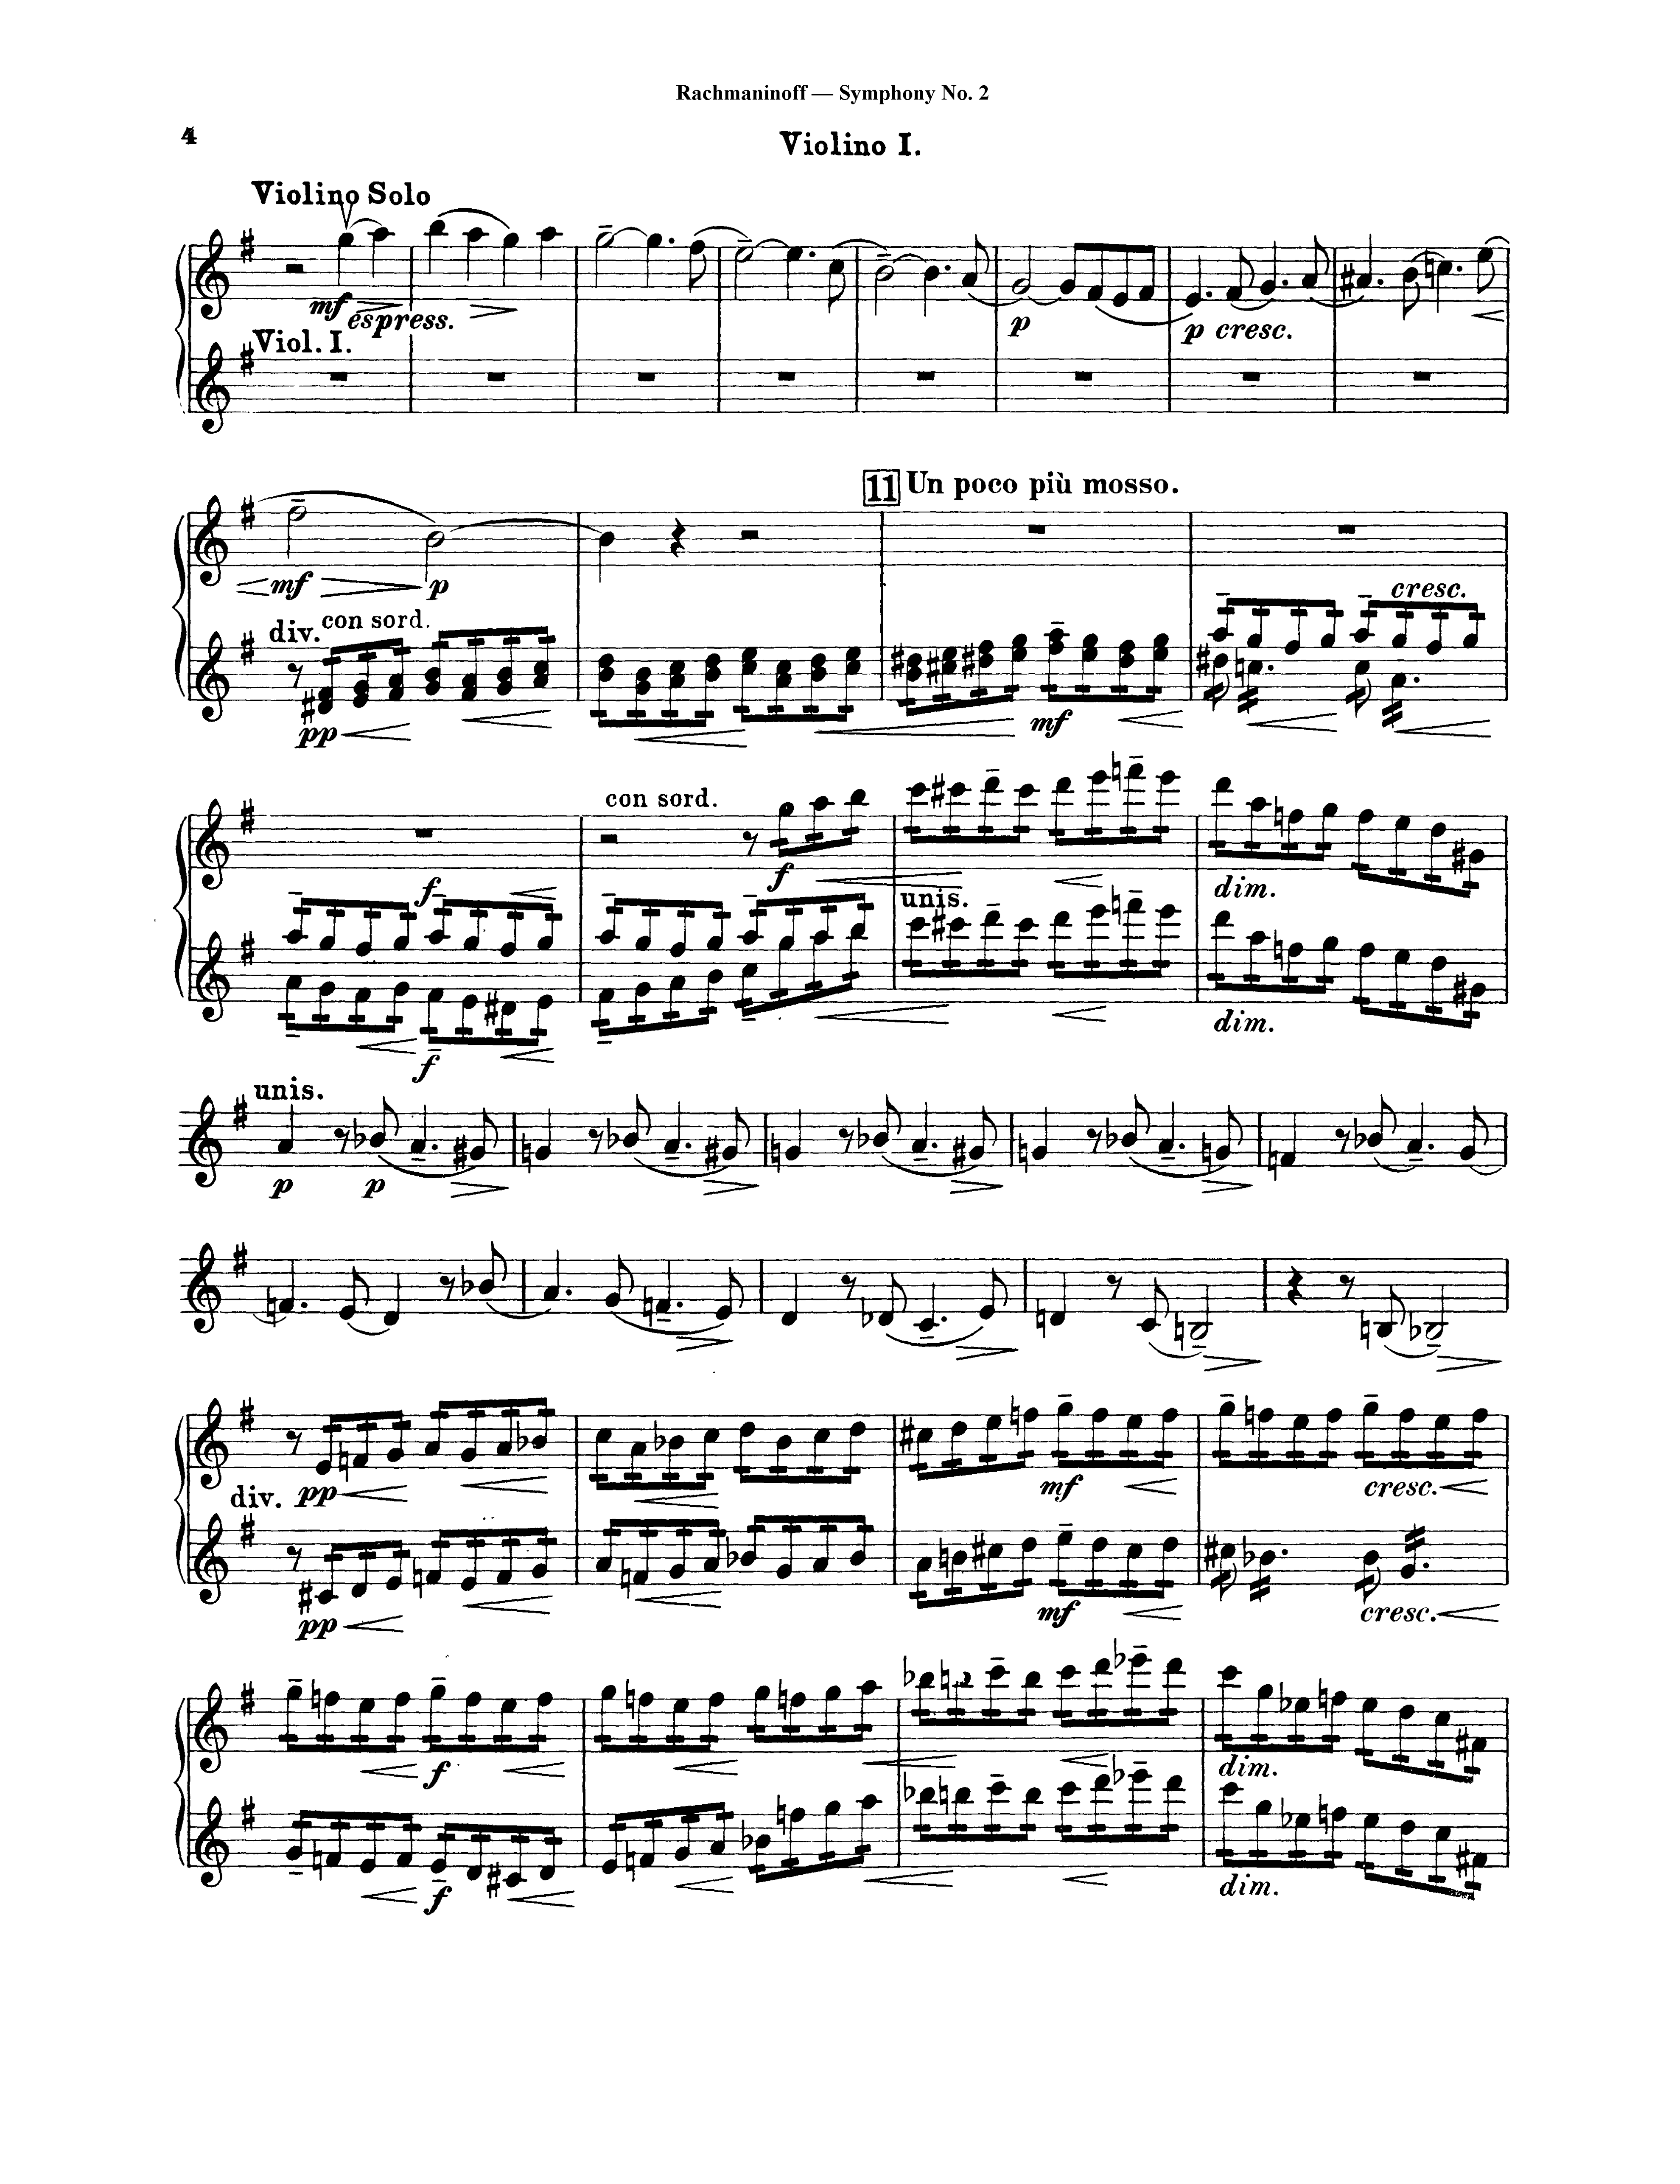 Rachmaninoff — Symphony No. 2
4
Violino I.
Violino Solo
mf espress. p p cresc.
Viol. I.
11 Un poco più mosso.
mf p
cresc.
div. con sord.
pp mf
con sord.
f f
dim.
unis.
f
dim.
unis.
p p
pp mf cresc.
div.
pp mf cresc.
f dim.
f dim.